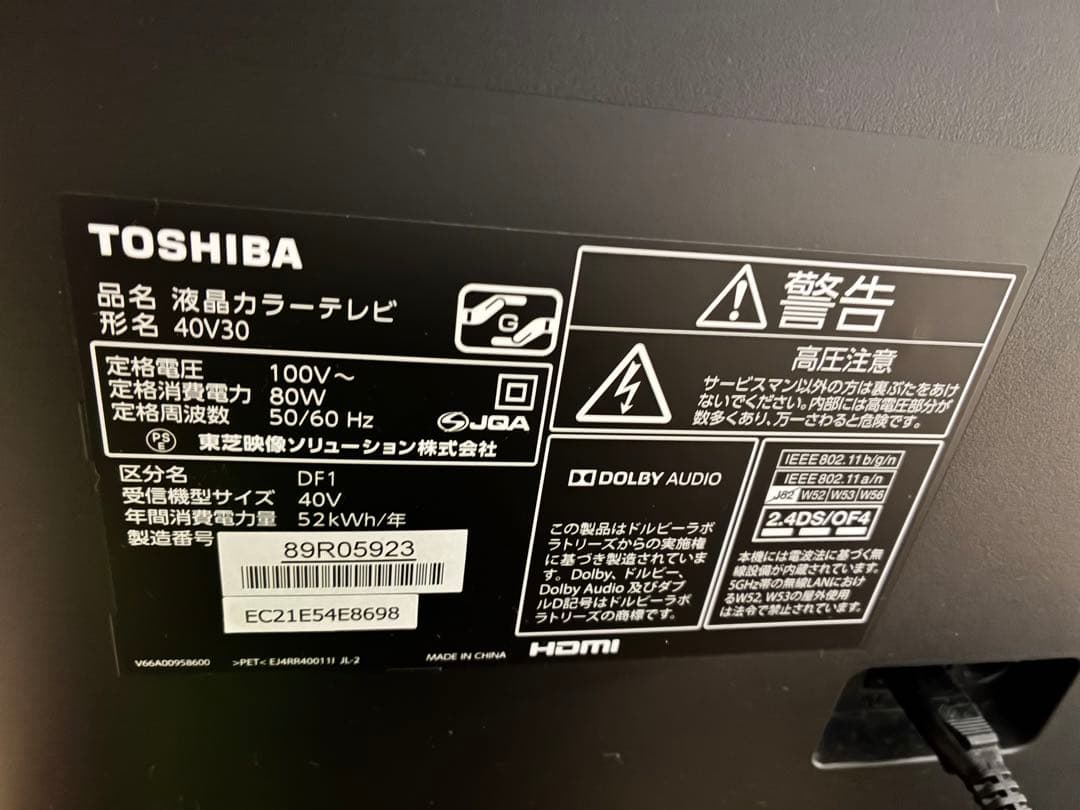 TOSHIBA
品名 液晶カラーテレビ
形名 40V30
G
定格電圧 100V～
定格消費電力 80W
定格周波数 50/60 Hz
JQA
PSE 東芝映像ソリューション株式会社
区分名 DF1
受信機型サイズ 40V
年間消費電力量 52kWh/年
製造番号
89R05923
EC21E54E8698
V66A00958600 >PET< EJ4RR40011I JL-2 MADE IN CHINA
警告
高圧注意
サービスマン以外の方は裏ぶたをあけ
ないでください。内部には高電圧部分が
数多くあり、万一さわると危険です。
DOLBY AUDIO
この製品はドルビーラボ
ラトリーズからの実施権
に基づき製造されていま
す。Dolby、ドルビー、
Dolby Audio 及びダブ
ルD記号はドルビーラボ
ラトリーズの商標です。
HDMI
IEEE802.11b/g/n
IEEE802.11a/n
J52 W52 W53 W56
2.4DS/OF4
本機には電波法に基づく無
線設備が内蔵されています。
5GHz帯の無線LANにおけ
るW52, W53の屋外使用
は法令で禁止されています。